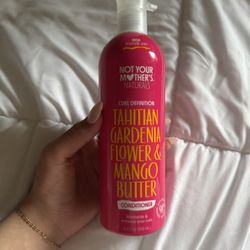 NOT YOUR
MOTHER'S
NATURALS
CURL DEFINITION
TAHITIAN
GARDENIA
FLOWER &
MANGO
BUTTER
CONDITIONER